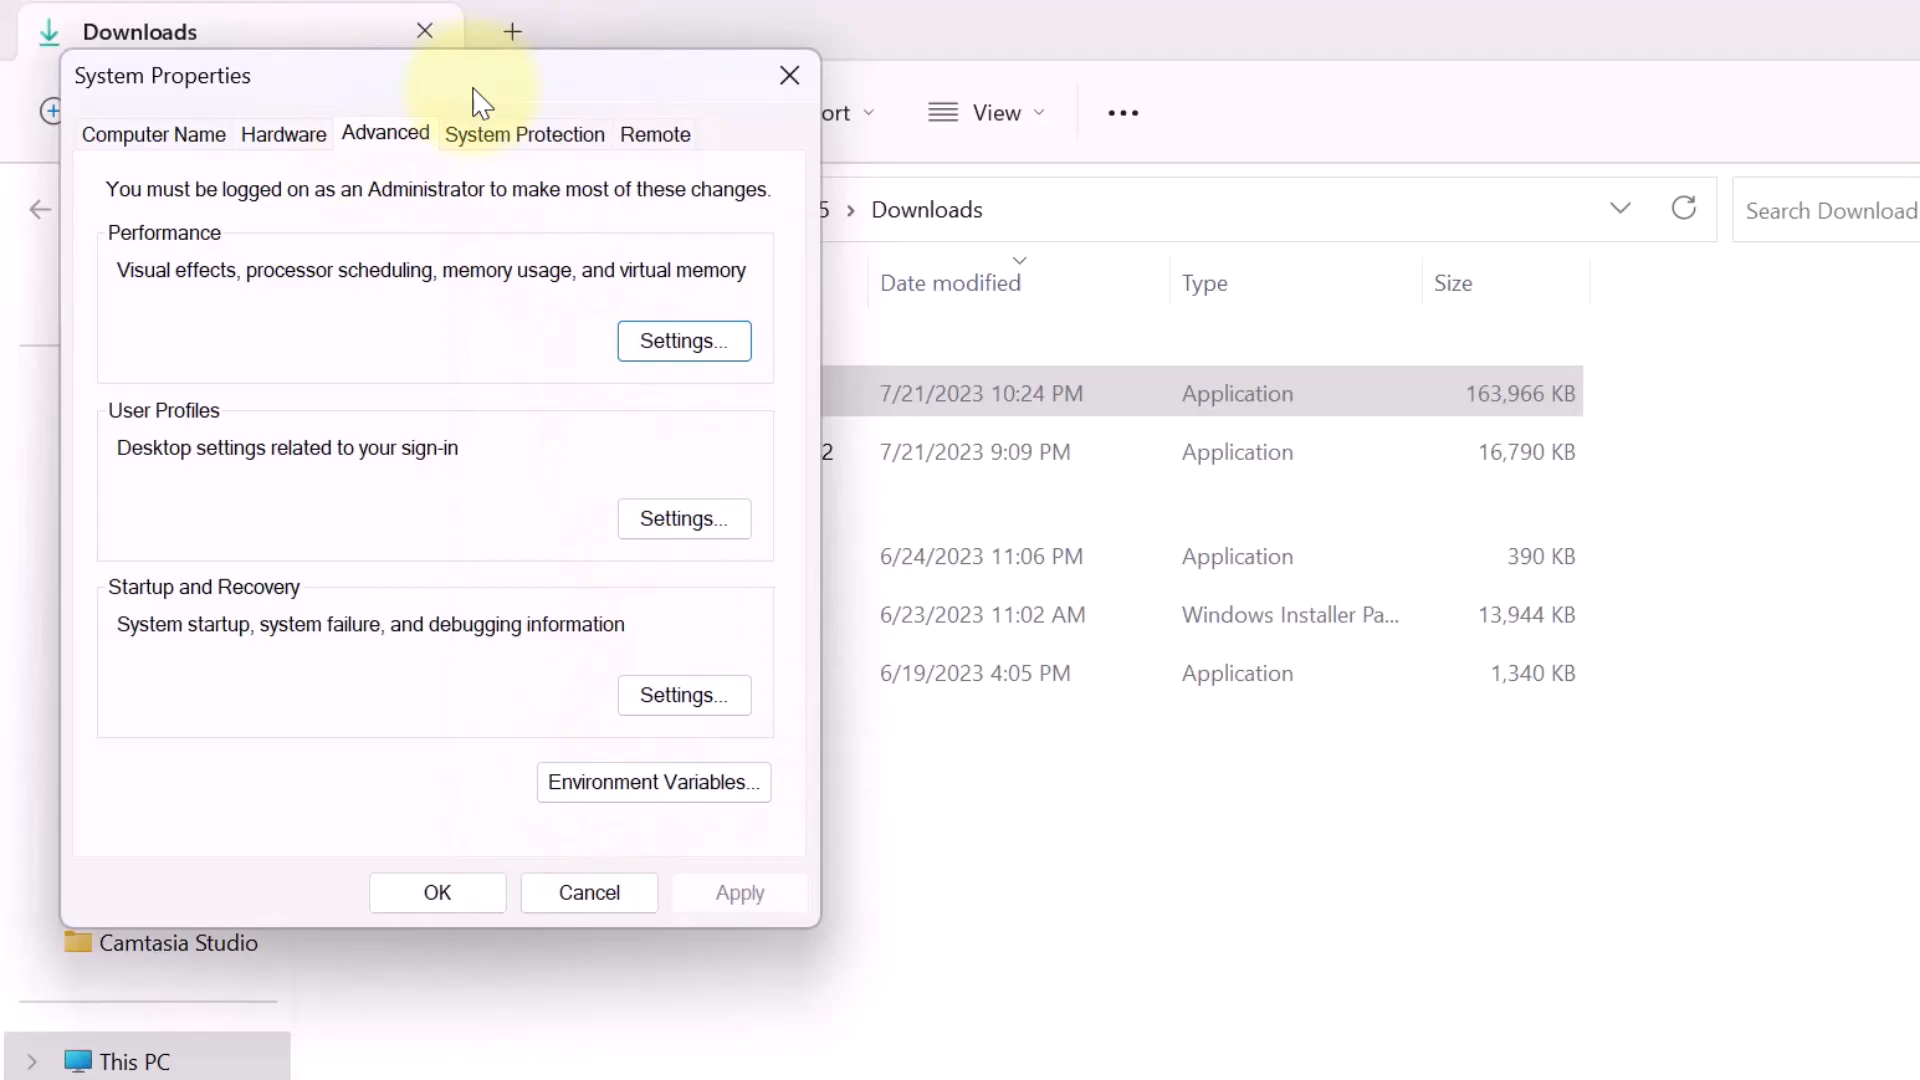 Downloads
System Properties
ort
View
Computer Name
Hardware
Advanced
System Protection
Remote
You must be logged on as an Administrator to make most of these changes.
Performance
Visual effects, processor scheduling, memory usage, and virtual memory
Settings...
User Profiles
Desktop settings related to your sign-in
Settings...
Startup and Recovery
System startup, system failure, and debugging information
Settings...
Environment Variables...
OK
Cancel
Apply
5 > Downloads
Search Download
Date modified
Type
Size
7/21/2023 10:24 PM Application 163,966 KB
2 7/21/2023 9:09 PM Application 16,790 KB
6/24/2023 11:06 PM Application 390 KB
6/23/2023 11:02 AM Windows Installer Pa... 13,944 KB
6/19/2023 4:05 PM Application 1,340 KB
Camtasia Studio
This PC